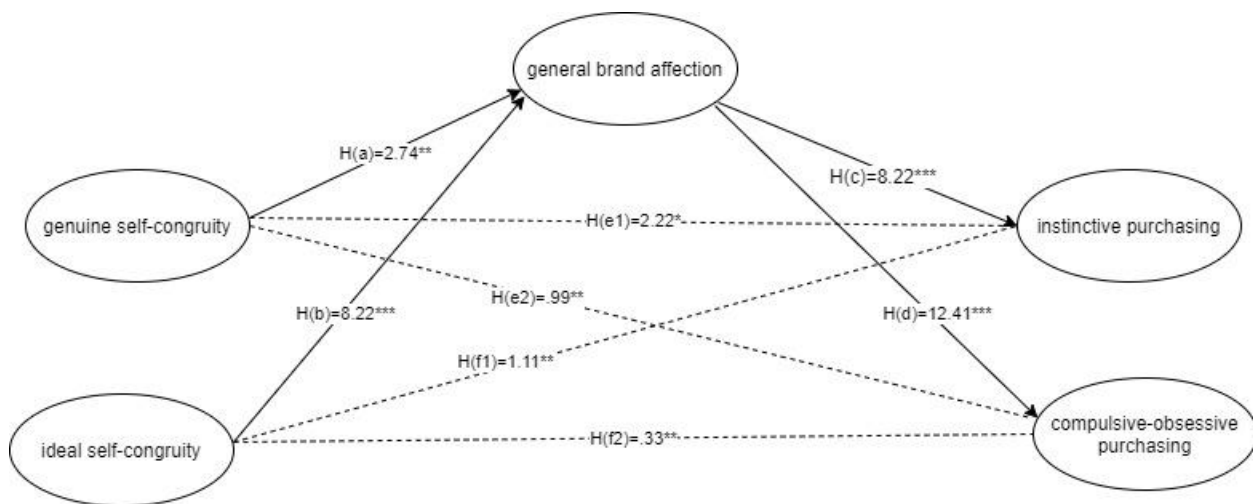 general brand affection
H(a)=2.74**
H(c)=8.22***
genuine self-congruity
H(e1)=2.22*
instinctive purchasing
H(e2)=.99**
H(b)=8.22***
H(d)=12.41***
H(f1)=1.11**
ideal self-congruity
H(f2)=.33**
compulsive-obsessive
purchasing